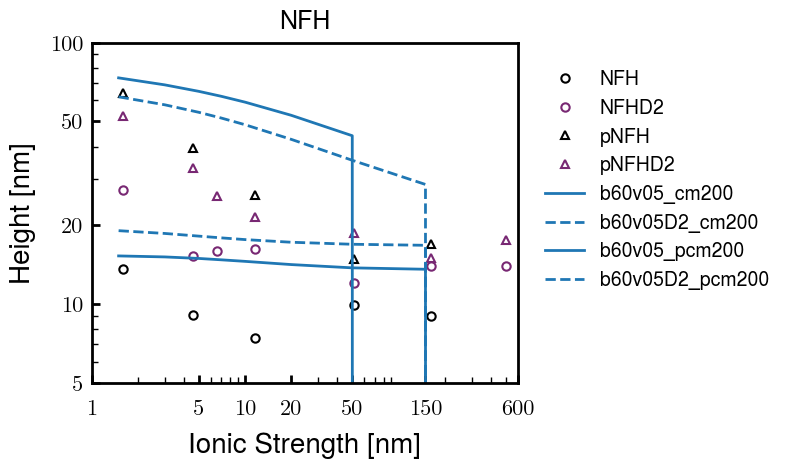 NFH
100
50
20
10
5
Height [nm]
1
5
10
20
50
150
600
Ionic Strength [nm]
NFH
NFHD2
pNFH
pNFHD2
b60v05_cm200
b60v05D2_cm200
b60v05_pcm200
b60v05D2_pcm200